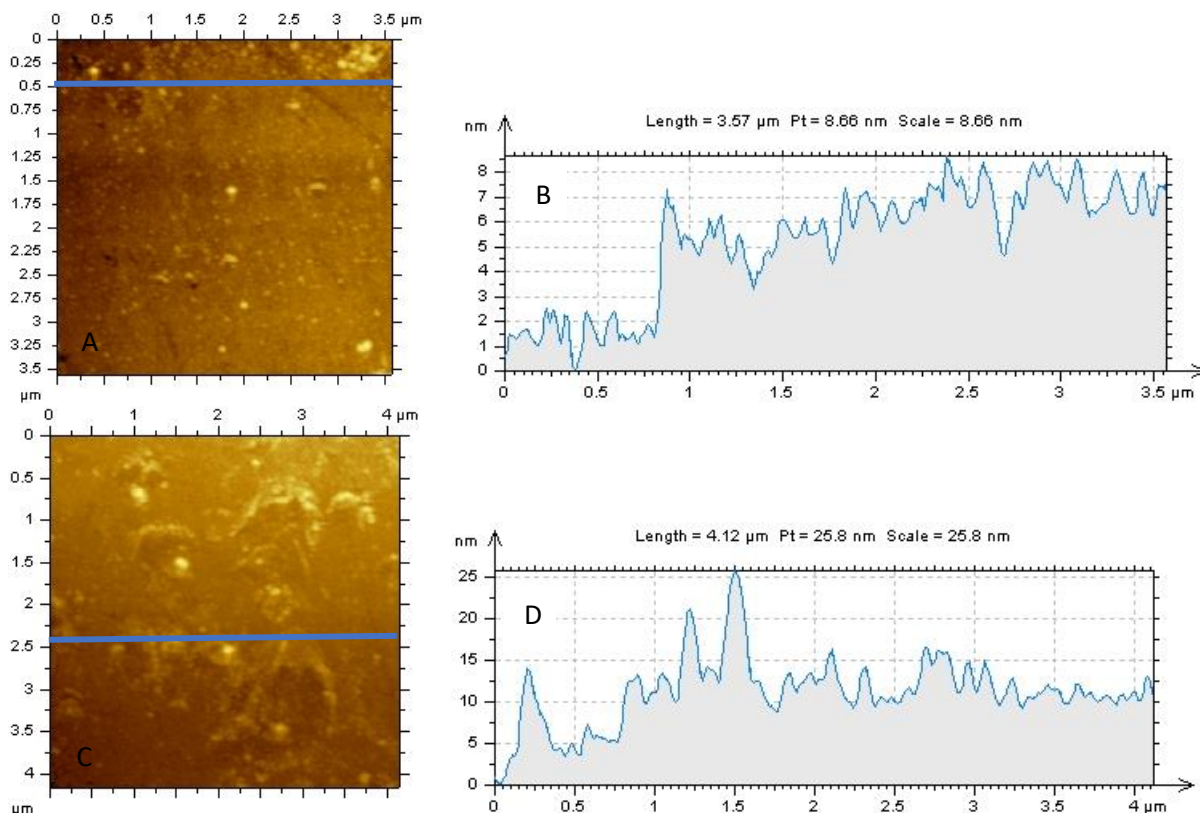 0 0.5 1 1.5 2 2.5 3 3.5 µm
0
0.25
0.5
0.75
1
1.25
1.5
1.75
2
2.25
2.5
2.75
3
3.25
3.5
µm
A
Length = 3.57 µm Pt = 8.66 nm Scale = 8.66 nm
nm
B
8
7
6
5
4
3
2
1
0
0 0.5 1 1.5 2 2.5 3 3.5 µm
0 1 2 3 4 µm
0
0.5
1
1.5
2
2.5
3
3.5
4
µm
C
Length = 4.12 µm Pt = 25.8 nm Scale = 25.8 nm
nm
D
25
20
15
10
5
0
0 0.5 1 1.5 2 2.5 3 3.5 4 µm